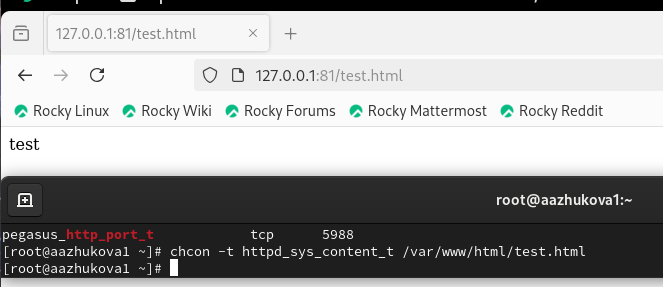 127.0.0.1:81/test.html
127.0.0.1:81/test.html
Rocky Linux Rocky Wiki Rocky Forums Rocky Mattermost Rocky Reddit
test
root@aazhukova1:~
pegasus_http_port_t tcp 5988
[root@aazhukova1 ~]# chcon -t httpd_sys_content_t /var/www/html/test.html
[root@aazhukova1 ~]#